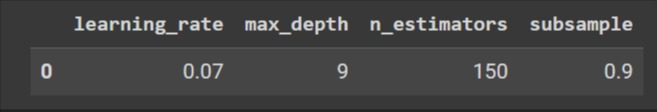 learning_rate max_depth n_estimators subsample
0 0.07 9 150 0.9